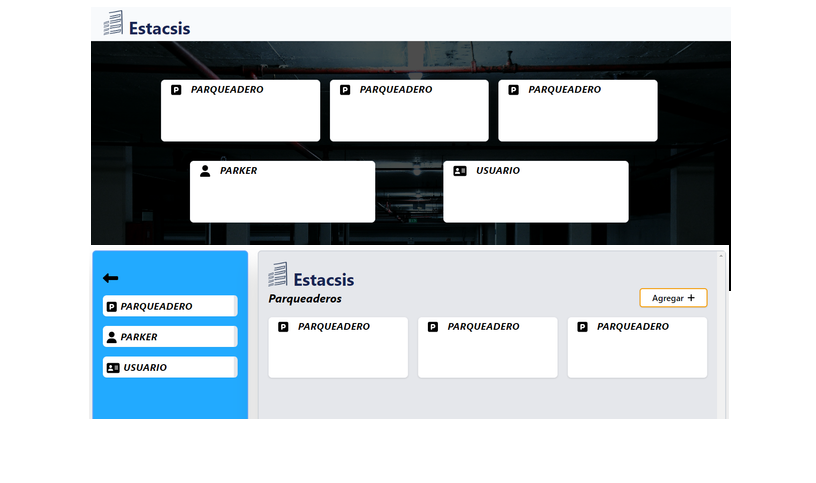 Estacsis
PARQUEADERO PARQUEADERO PARQUEADERO
PARKER USUARIO
Estacsis
Parqueaderos
Agregar +
PARQUEADERO
PARKER
USUARIO
PARQUEADERO PARQUEADERO PARQUEADERO